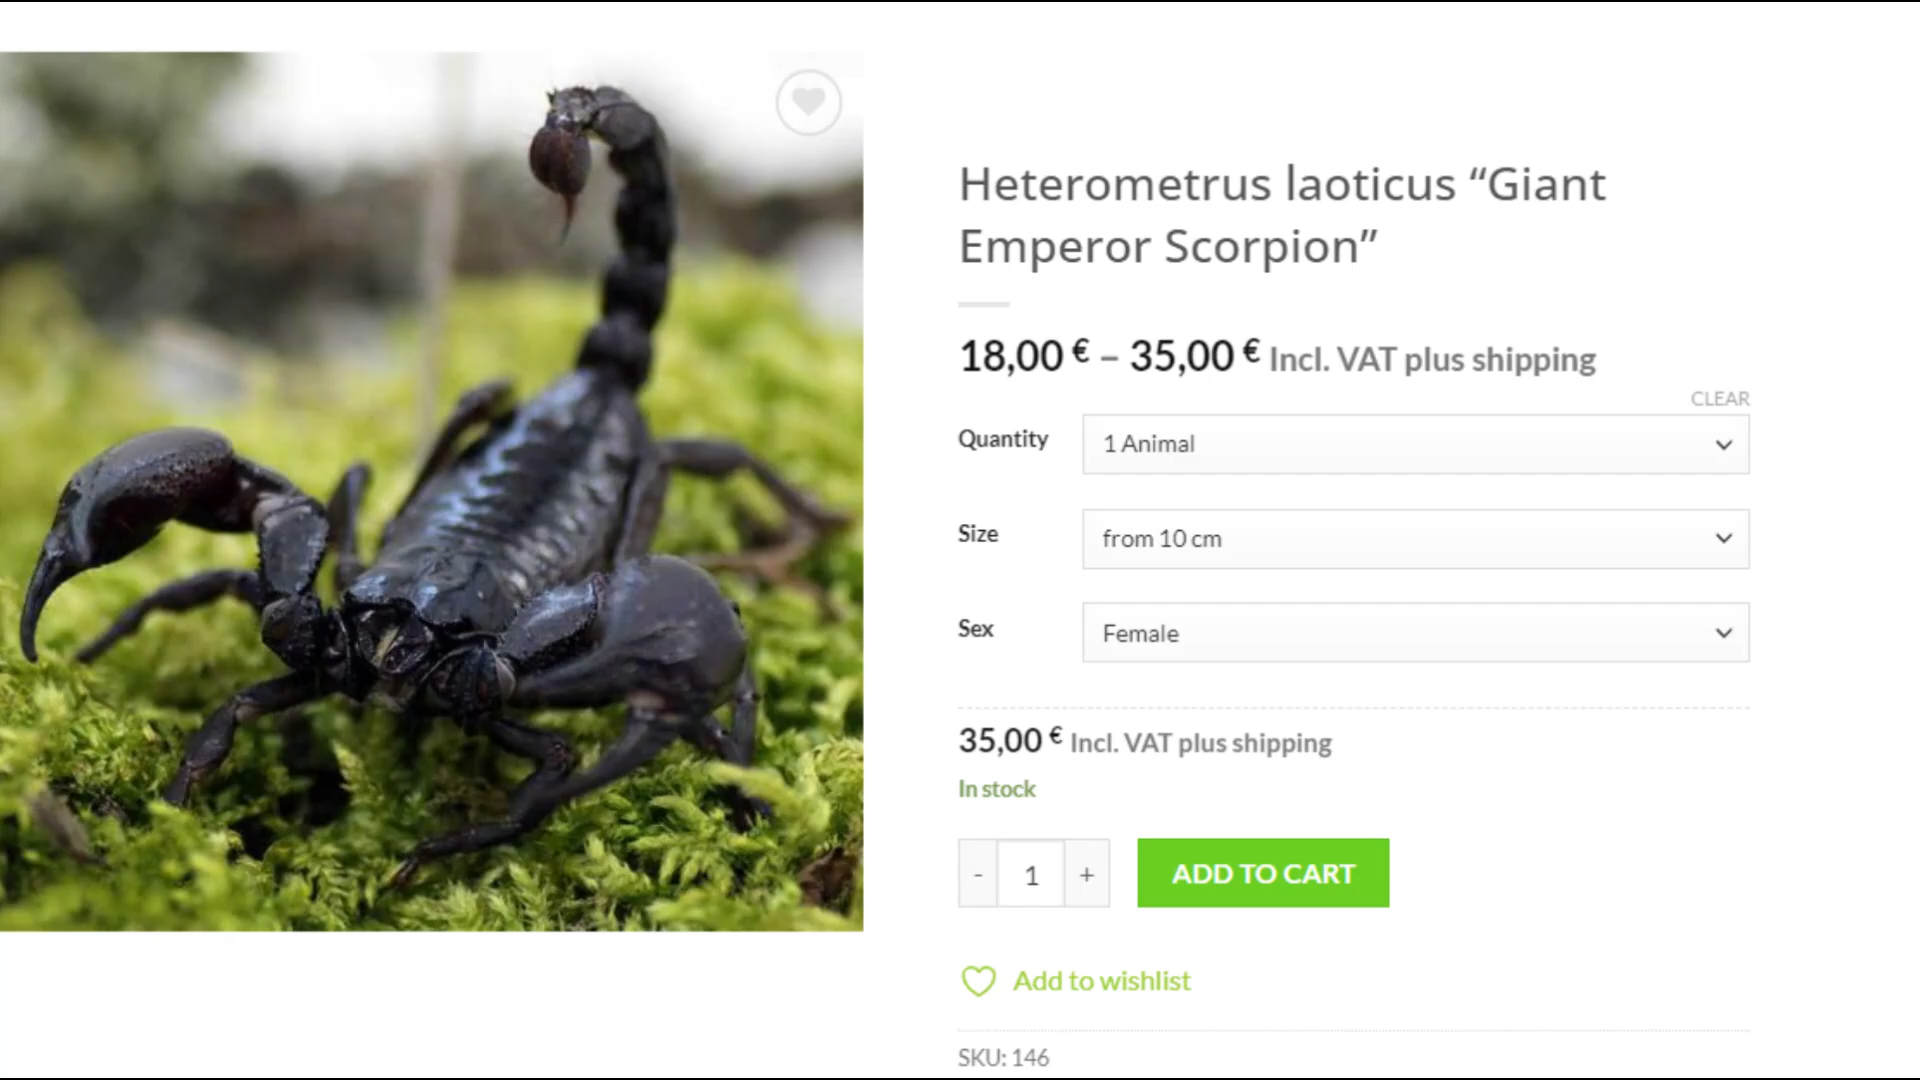 Heterometrus laoticus “Giant
Emperor Scorpion”
18,00 € – 35,00 € Incl. VAT plus shipping
CLEAR
Quantity
1 Animal
Size
from 10 cm
Sex
Female
35,00 € Incl. VAT plus shipping
In stock
- 1 +
ADD TO CART
Add to wishlist
SKU: 146